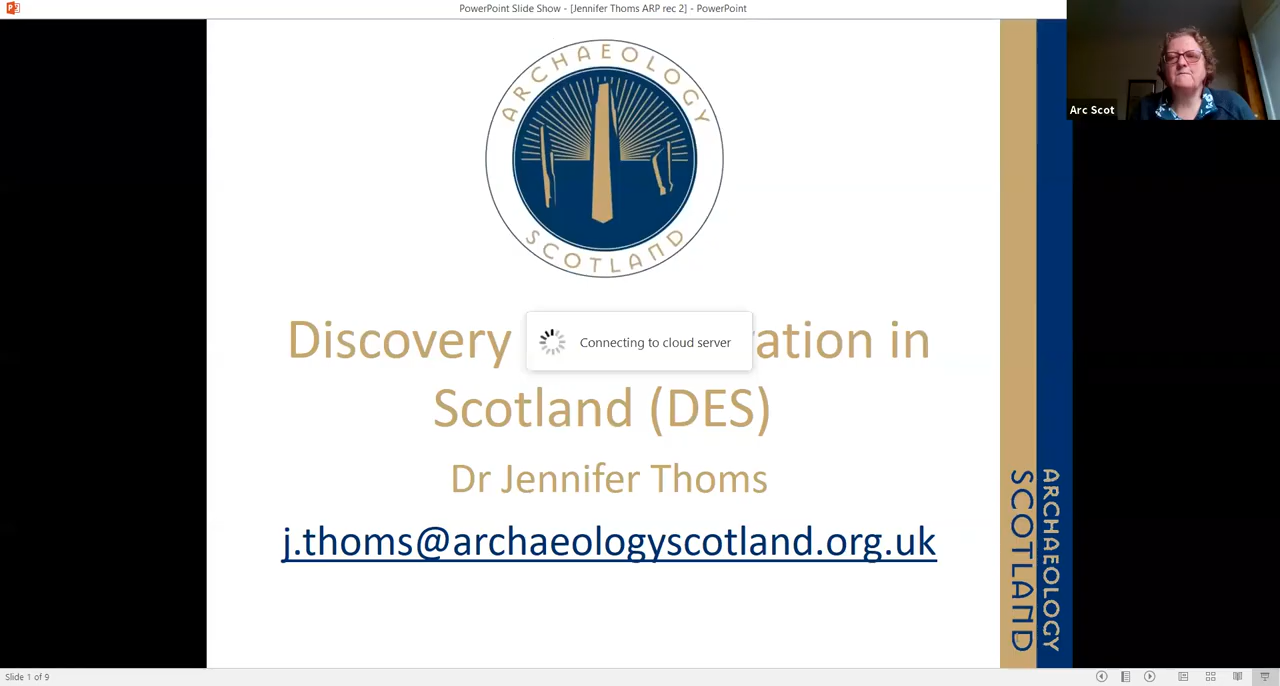 PowerPoint Slide Show - [Jennifer Thoms ARP rec 2] - PowerPoint
Arc Scot
ARCHAEOLOGY
SCOTLAND
Discovery ation in
Connecting to cloud server
Scotland (DES)
Dr Jennifer Thoms
j.thoms@archaeologyscotland.org.uk
ARCHAEOLOGY
SCOTLAND
Slide 1 of 9